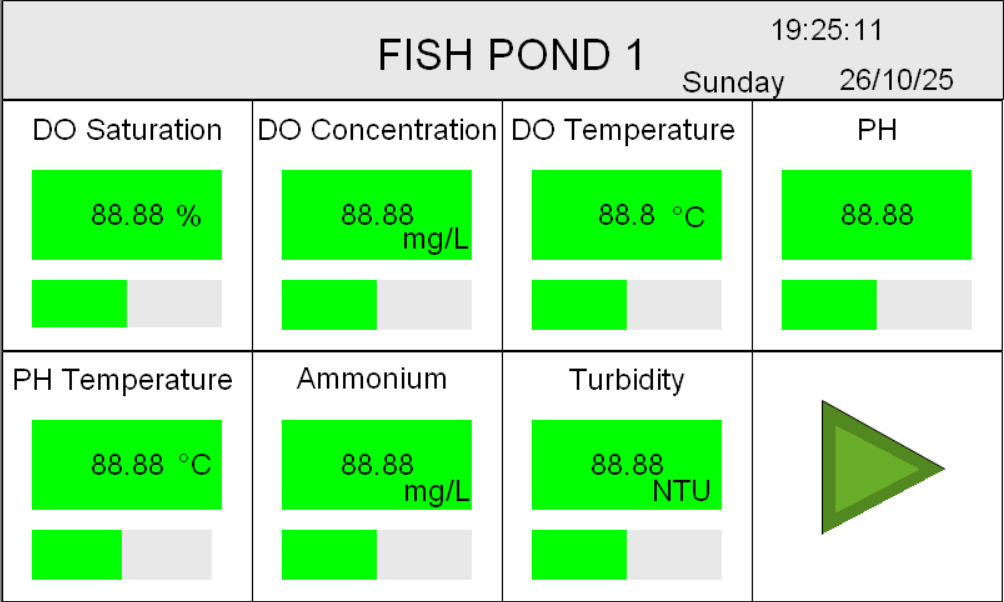 19:25:11
FISH POND 1
Sunday 26/10/25
DO Saturation
88.88 %
DO Concentration
88.88
mg/L
DO Temperature
88.8 °C
PH
88.88
PH Temperature
88.88 °C
Ammonium
88.88
mg/L
Turbidity
88.88
NTU